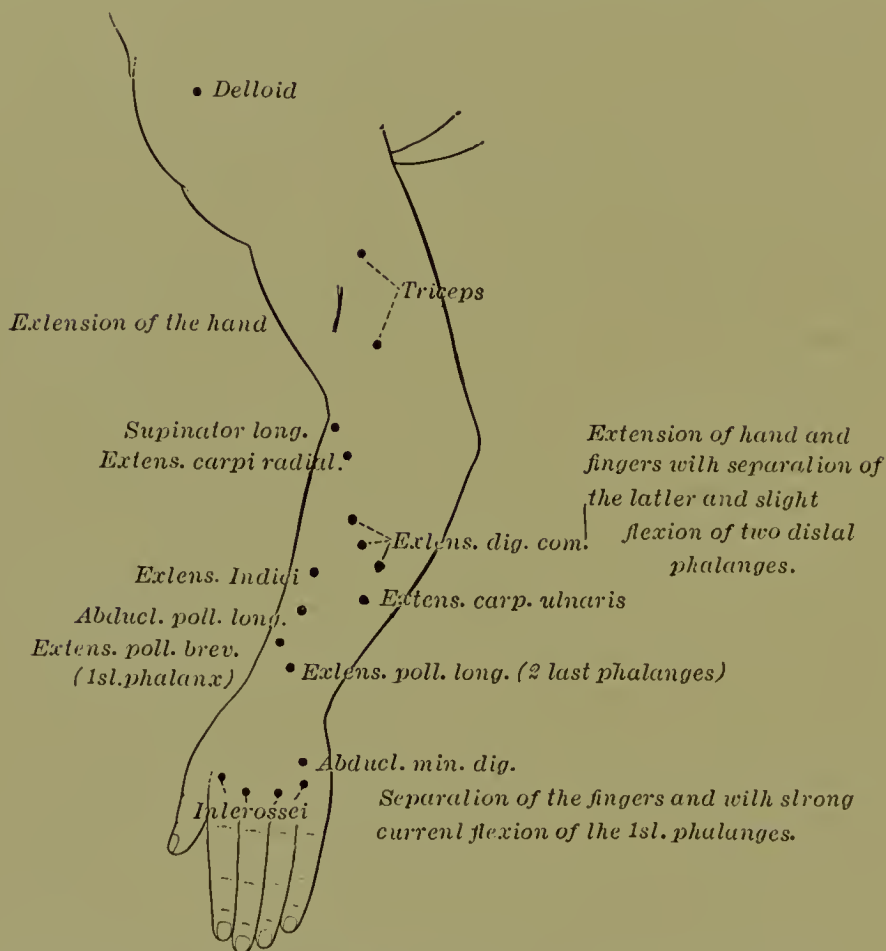 Delloid
Triceps
Exlension of the hand
Supinator long.
Extens. carpi radial.
Extension of hand and
fingers wilh separalion of
the latler and slight
flexion of two dislal
phalanges.
Exlens. dig. com.
Exlens. Indici
Extens. carp. ulnaris
Abducl. poll. long.
Extens. poll. brev.
(1sl. phalanx)
Exlens. poll. long. (2 last phalanges)
Abducl. min. dig.
Inlerossei
Separalion of the fingers and wilh slrong
currenl flexion of lhe 1sl. phalanges.